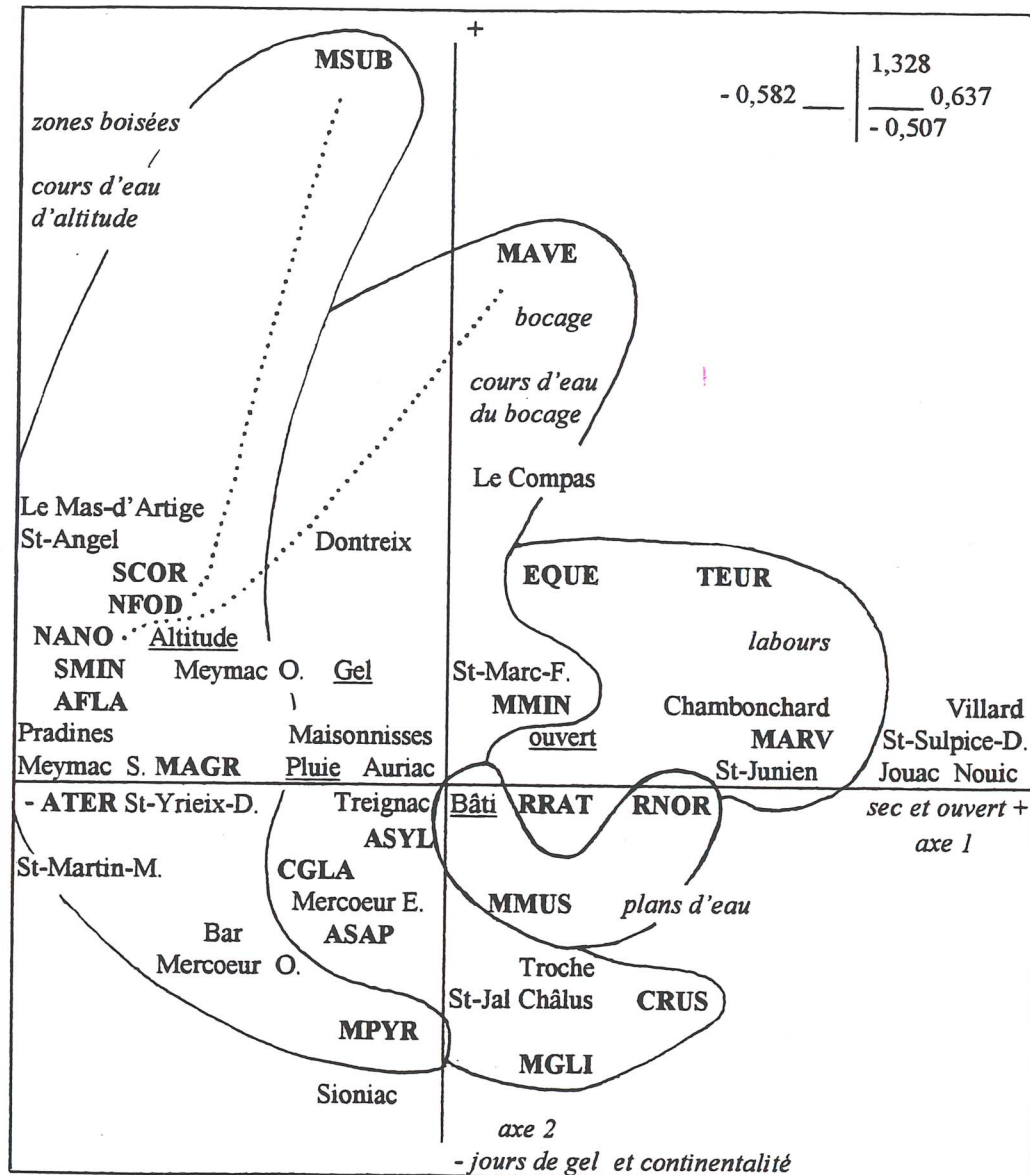 +
MSUB
1,328
- 0,582 ___ ___ 0,637
- 0,507
zones boisées
cours d'eau
d'altitude
MAVE
bocage
cours d'eau
du bocage
Le Compas
Le Mas-d'Artige
St-Angel
Dontreix
SCOR
EQUE TEUR
NFOD
NANO Altitude
labours
SMIN Meymac O. Gel St-Marc-F.
AFLA MMIN Chambonchard Villard
Pradines Maisonnisses ouvert MARV St-Sulpice-D.
Meymac S. MAGR Pluie Auriac St-Junien Jouac Nouic
- ATER St-Yrieix-D. Treignac Bâti RRAT RNOR sec et ouvert +
ASYL axe 1
St-Martin-M. CGLA
Mercoeur E. MMUS plans d'eau
Bar ASAP
Mercoeur O. Troche
St-Jal Châlus CRUS
MPYR
MGLI
Sioniac
axe 2
- jours de gel et continentalité